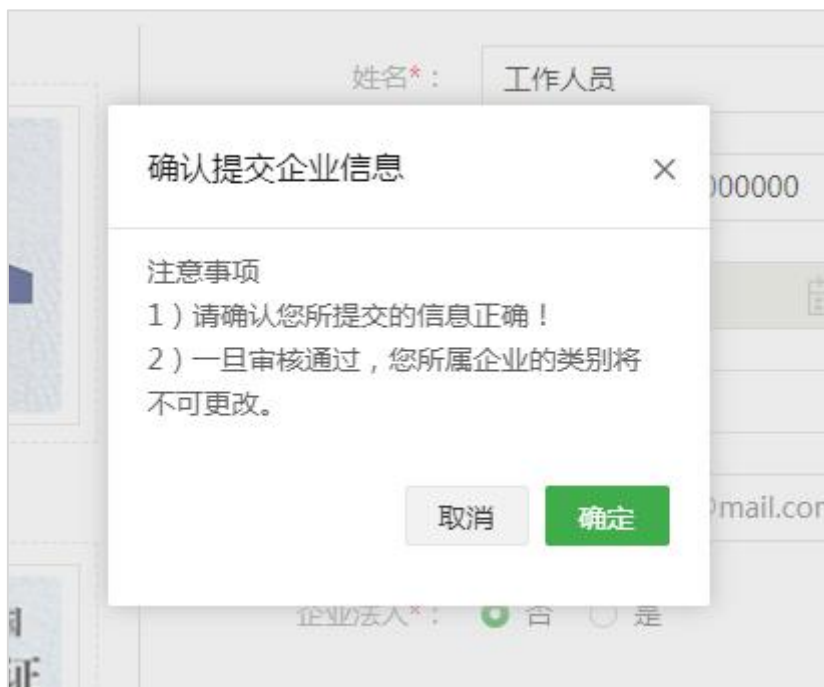 姓名*： 工作人员
确认提交企业信息
000000
注意事项
1）请确认您所提交的信息正确！
2）一旦审核通过，您所属企业的类别将
不可更改。
取消 确定
mail.com
企业法人*： 否 是
证